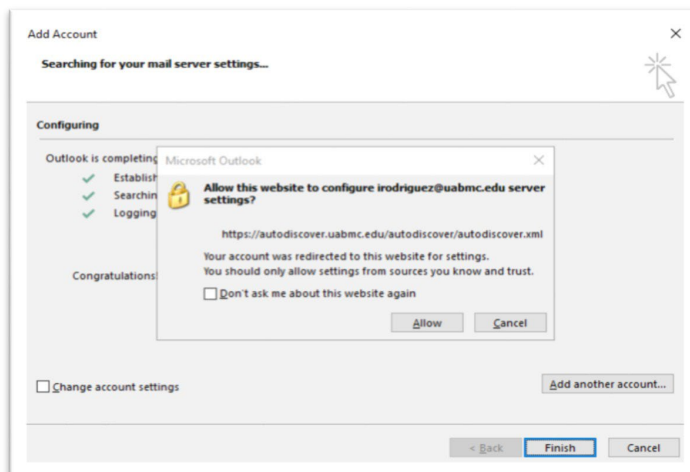 Add Account
Searching for your mail server settings...
Configuring
Outlook is completing
Establish
Searchin
Logging
Congratulations!
Microsoft Outlook
Allow this website to configure irodriguez@uabmc.edu server
settings?
https://autodiscover.uabmc.edu/autodiscover/autodiscover.xml
Your account was redirected to this website for settings.
You should only allow settings from sources you know and trust.
Don't ask me about this website again
Allow Cancel
Change account settings
Add another account...
< Back Finish Cancel